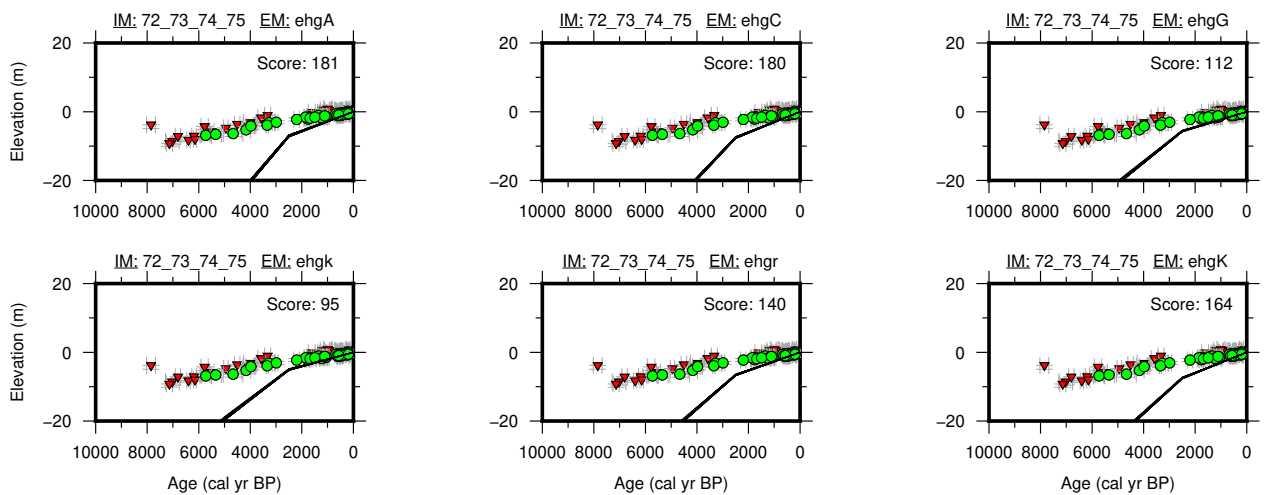 IM: 72_73_74_75 EM: ehgA
IM: 72_73_74_75 EM: ehgC
IM: 72_73_74_75 EM: ehgG
20
0
−20
Elevation (m)
Score: 181
10000 8000 6000 4000 2000 0
20
0
−20
Score: 180
10000 8000 6000 4000 2000 0
20
0
−20
Score: 112
10000 8000 6000 4000 2000 0
IM: 72_73_74_75 EM: ehgk
IM: 72_73_74_75 EM: ehgr
IM: 72_73_74_75 EM: ehgK
20
0
−20
Elevation (m)
Score: 95
10000 8000 6000 4000 2000 0
Age (cal yr BP)
20
0
−20
Score: 140
10000 8000 6000 4000 2000 0
Age (cal yr BP)
20
0
−20
Score: 164
10000 8000 6000 4000 2000 0
Age (cal yr BP)